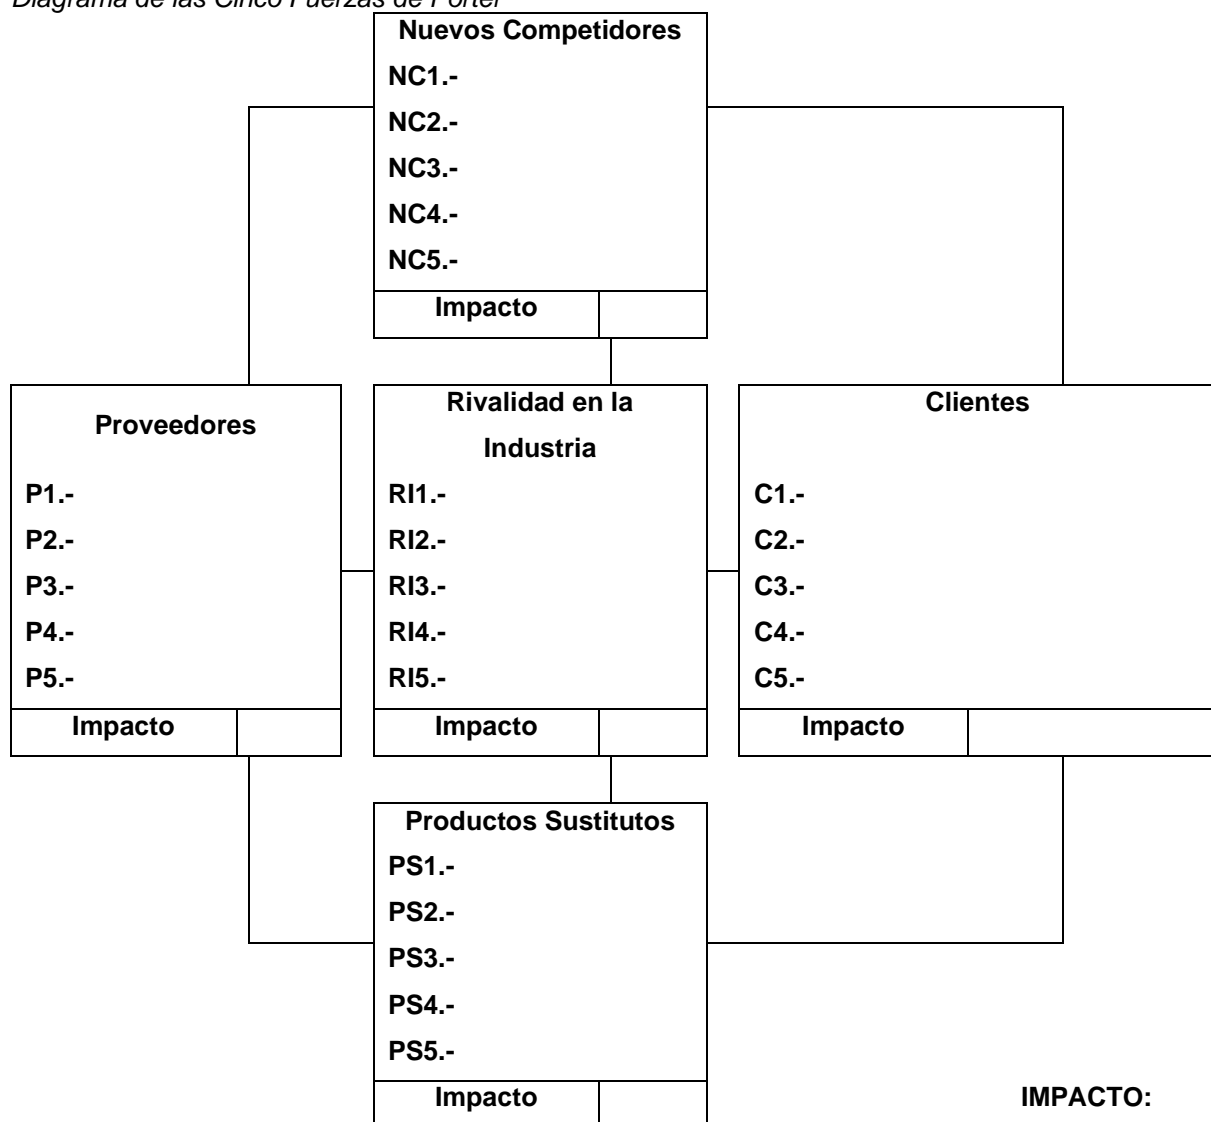 Diagrama de las Cinco Fuerzas de Porter
Nuevos Competidores
NC1.-
NC2.-
NC3.-
NC4.-
NC5.-
Impacto
Proveedores
P1.-
P2.-
P3.-
P4.-
P5.-
Impacto
Rivalidad en la
Industria
RI1.-
RI2.-
RI3.-
RI4.-
RI5.-
Impacto
Clientes
C1.-
C2.-
C3.-
C4.-
C5.-
Impacto
Productos Sustitutos
PS1.-
PS2.-
PS3.-
PS4.-
PS5.-
Impacto
IMPACTO: